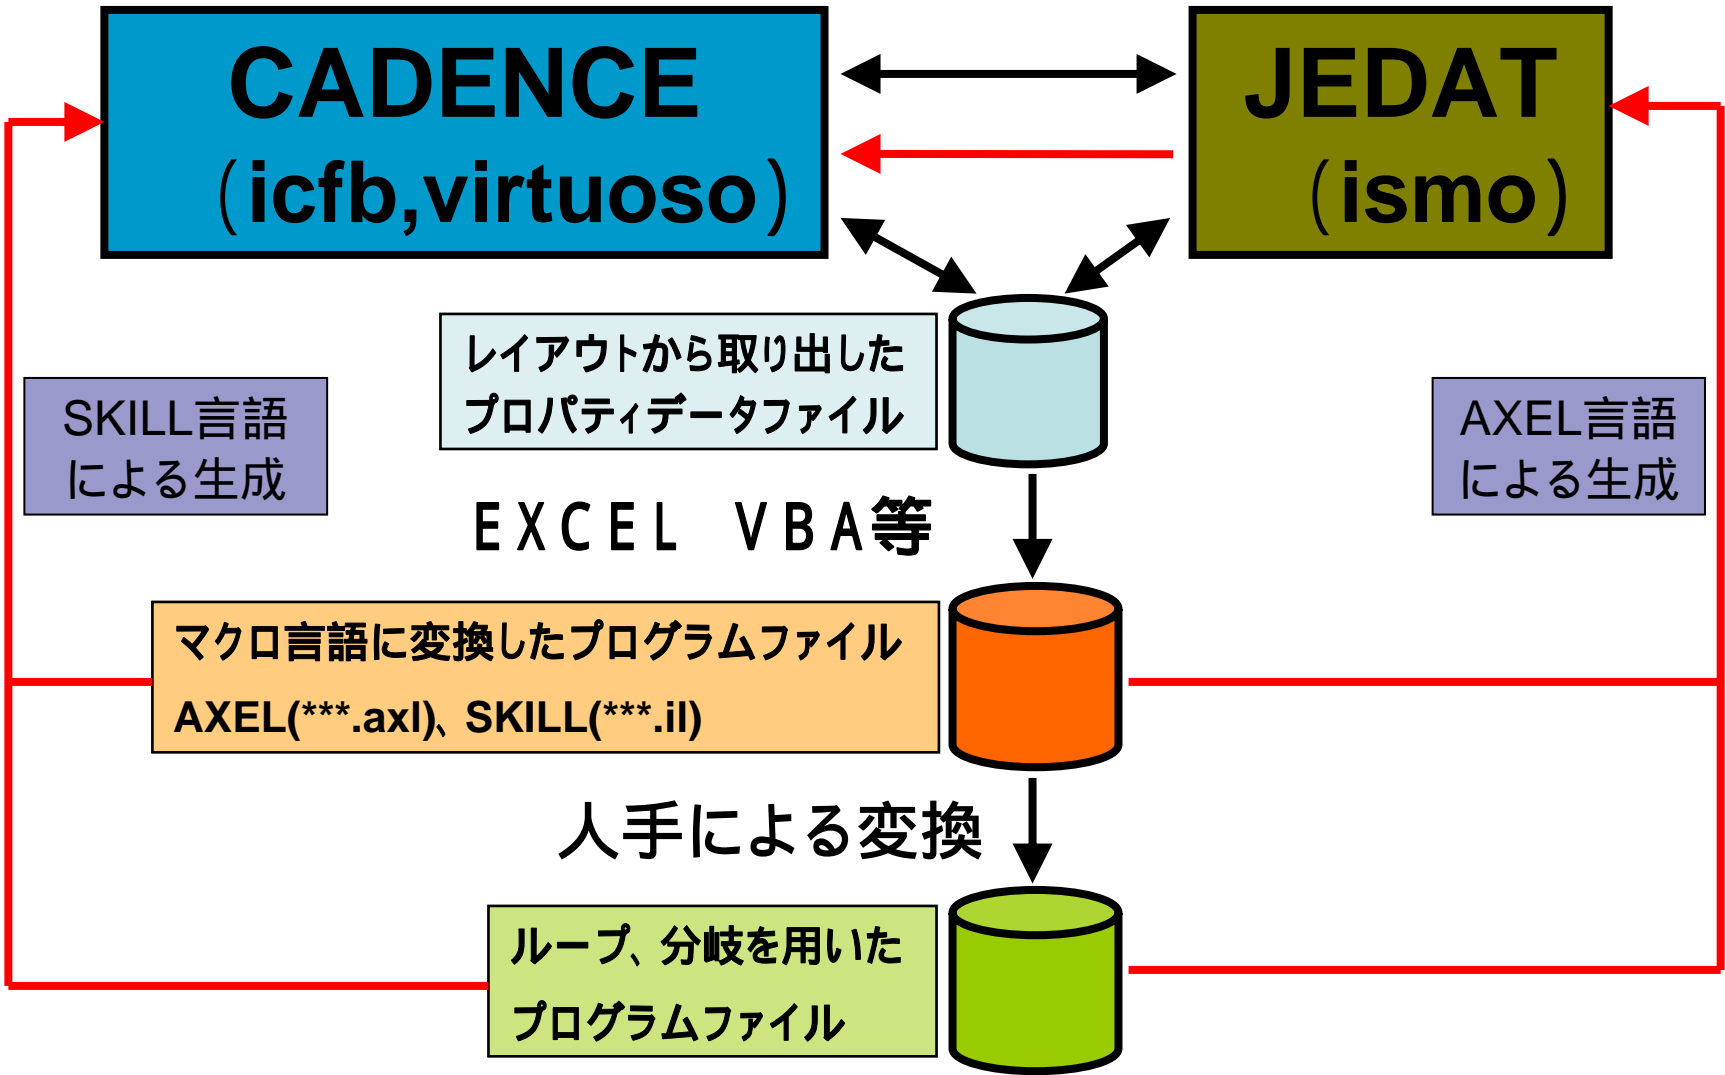 CADENCE
（icfb,virtuoso）
JEDAT
（ismo）
レイアウトから取り出した
プロパティデータファイル
SKILL言語
による生成
AXEL言語
による生成
ＥＸＣＥＬ　ＶＢＡ等
マクロ言語に変換したプログラムファイル
AXEL(***.axl)、SKILL(***.il)
人手による変換
ループ、分岐を用いた
プログラムファイル